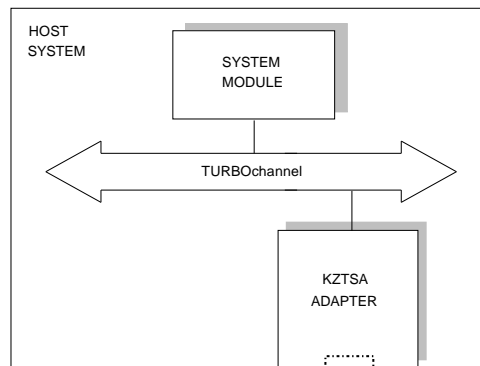 HOST
SYSTEM
SYSTEM
MODULE
TURBOchannel
KZTSA
ADAPTER